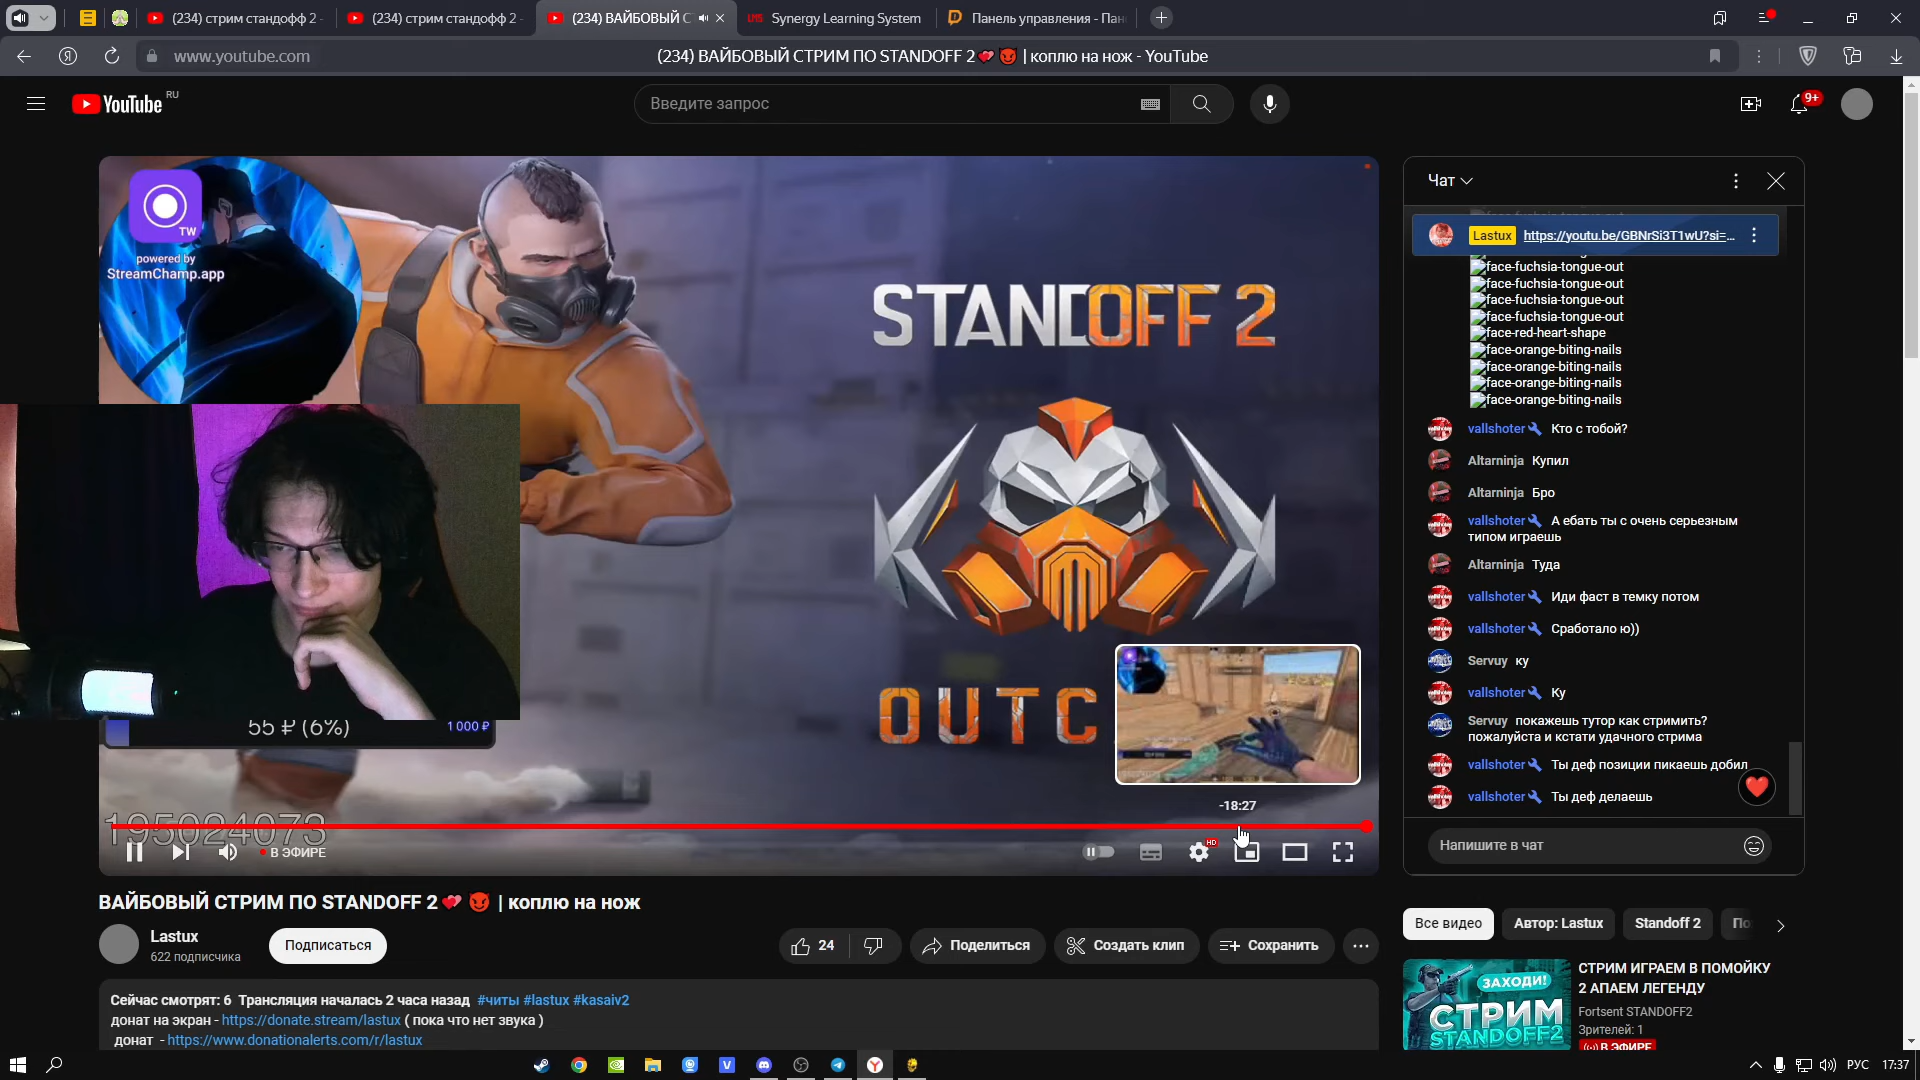 (234) стрим стандофф 2 -
(234) стрим стандофф 2 -
(234) ВАЙБОВЫЙ С
Synergy Learning System
Панель управления - Пан
www.youtube.com
(234) ВАЙБОВЫЙ СТРИМ ПО STANDOFF 2💕😈 | коплю на нож - YouTube
YouTube RU
Введите запрос
9+
TW
powered by
StreamChamp.app
STANDOFF 2
OUTC
55 ₽ (6%)
1 000 ₽
195024073
-18:27
В ЭФИРЕ
HD
Чат
Lastux https://youtu.be/GBNrSi3T1wU?si=...
face-fuchsia-tongue-out
face-fuchsia-tongue-out
face-fuchsia-tongue-out
face-fuchsia-tongue-out
face-red-heart-shape
face-orange-biting-nails
face-orange-biting-nails
face-orange-biting-nails
face-orange-biting-nails
vallshoter Кто с тобой?
Altarninja Купил
Altarninja Бро
vallshoter А ебать ты с очень серьезным
типом играешь
Altarninja Туда
vallshoter Иди фаст в темку потом
vallshoter Сработало ю))
Servuy ку
vallshoter Ку
Servuy покажешь тутор как стримить?
пожалуйста и кстати удачного стрима
vallshoter Ты деф позиции пикаешь добил
vallshoter Ты деф делаешь
Напишите в чат
ВАЙБОВЫЙ СТРИМ ПО STANDOFF 2💕😈 | коплю на нож
Lastux
622 подписчика
Подписаться
24
Поделиться
Создать клип
Сохранить
Сейчас смотрят: 6 Трансляция началась 2 часа назад #читы #lastux #kasaiv2
донат на экран - https://donate.stream/lastux ( пока что нет звука )
донат - https://www.donationalerts.com/r/lastux
Все видео
Автор: Lastux
Standoff 2
По
ЗАХОДИ!
СТРИМ
STANDOFF2
СТРИМ ИГРАЕМ В ПОМОЙКУ
2 АПАЕМ ЛЕГЕНДУ
Fortsent STANDOFF2
Зрителей: 1
В ЭФИРЕ
РУС
17:37